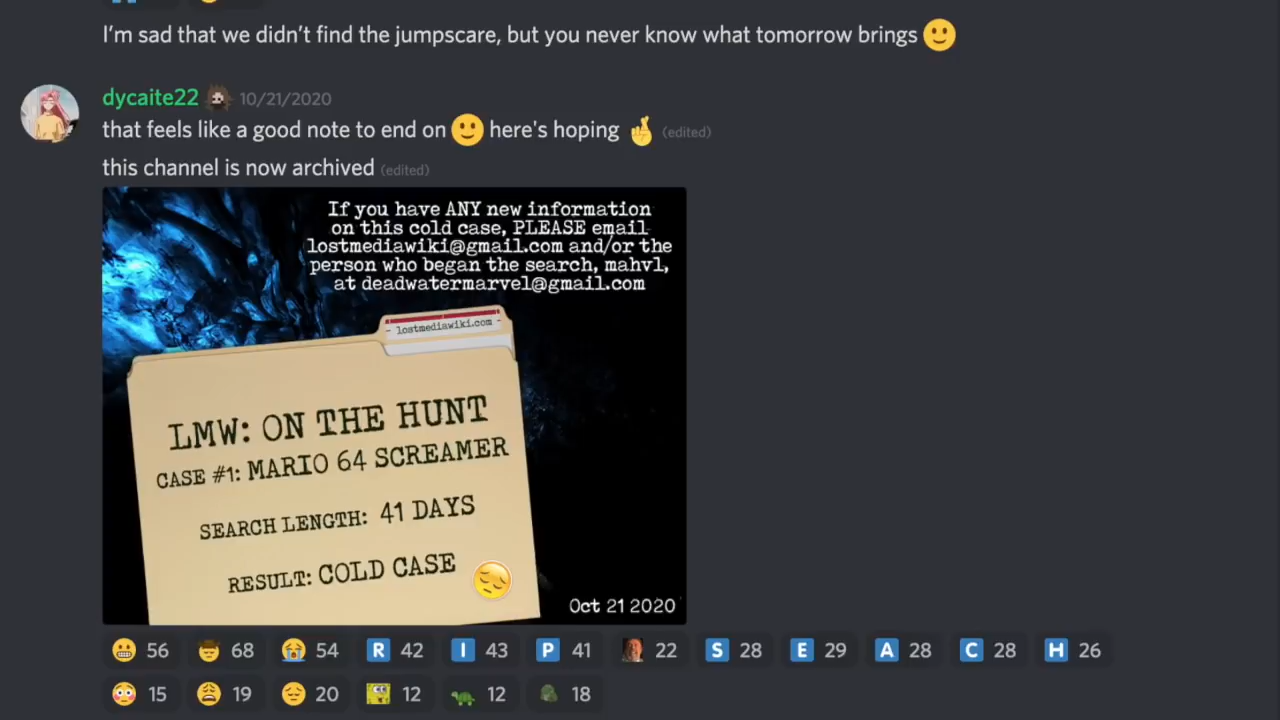 I’m sad that we didn’t find the jumpscare, but you never know what tomorrow brings 🙂
dycaite22 10/21/2020
that feels like a good note to end on 🙂 here's hoping 🤞 (edited)
this channel is now archived (edited)
If you have ANY new information
on this cold case, PLEASE email
lostmediawiki@gmail.com and/or the
person who began the search, mahvl,
at deadwatermarvel@gmail.com
- lostmediawiki.com -
LMW: ON THE HUNT
CASE #1: MARIO 64 SCREAMER
SEARCH LENGTH: 41 DAYS
RESULT: COLD CASE
Oct 21 2020
56 68 54 R 42 I 43 P 41 22 S 28 E 29 A 28 C 28 H 26
15 19 20 12 12 18